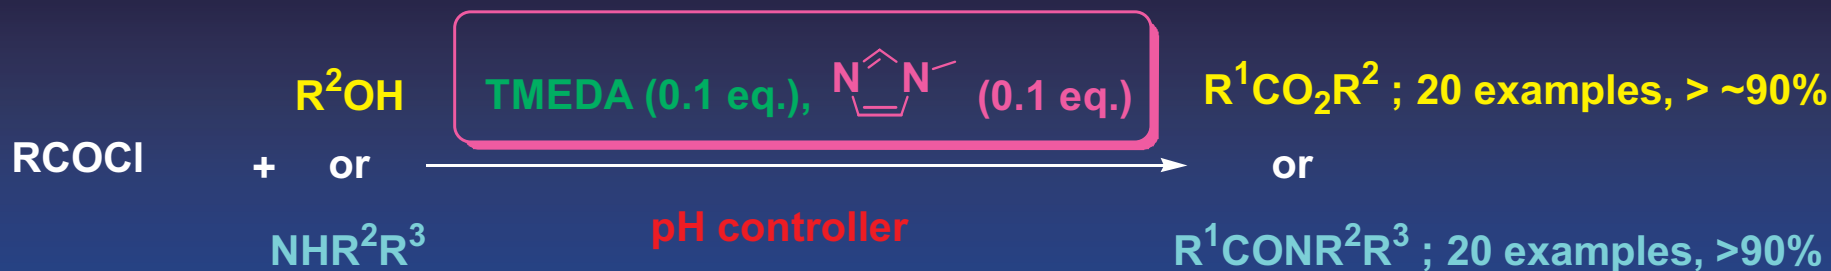 R²OH
TMEDA (0.1 eq.), N N (0.1 eq.)
R¹CO₂R² ; 20 examples, > ~90%
RCOCl + or
or
NHR²R³
pH controller
R¹CONR²R³ ; 20 examples, >90%